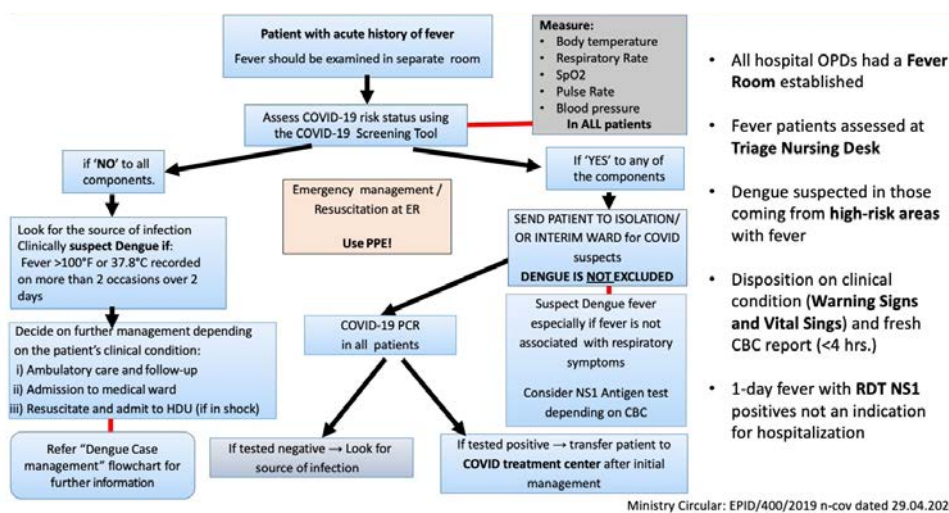 Patient with acute history of fever
Fever should be examined in separate room
Measure:
• Body temperature
• Respiratory Rate
• SpO2
• Pulse Rate
• Blood pressure
In ALL patients
Assess COVID-19 risk status using
the COVID-19 Screening Tool
if ‘NO’ to all
components.
If ‘YES’ to any of
the components
Emergency management /
Resuscitation at ER
Use PPE!
Look for the source of infection
Clinically suspect Dengue if:
Fever >100°F or 37.8°C recorded
on more than 2 occasions over 2
days
SEND PATIENT TO ISOLATION/
OR INTERIM WARD for COVID
suspects
DENGUE IS NOT EXCLUDED
Suspect Dengue fever
especially if fever is not
associated with respiratory
symptoms
Consider NS1 Antigen test
depending on CBC
Decide on further management depending
on the patient’s clinical condition:
i) Ambulatory care and follow-up
ii) Admission to medical ward
iii) Resuscitate and admit to HDU (if in shock)
COVID-19 PCR
in all patients
Refer “Dengue Case
management” flowchart for
further information
If tested negative → Look for
source of infection
If tested positive → transfer patient to
COVID treatment center after initial
management
• All hospital OPDs had a Fever
Room established
• Fever patients assessed at
Triage Nursing Desk
• Dengue suspected in those
coming from high-risk areas
with fever
• Disposition on clinical
condition (Warning Signs
and Vital Sings) and fresh
CBC report (<4 hrs.)
• 1-day fever with RDT NS1
positives not an indication
for hospitalization
Ministry Circular: EPID/400/2019 n-cov dated 29.04.202